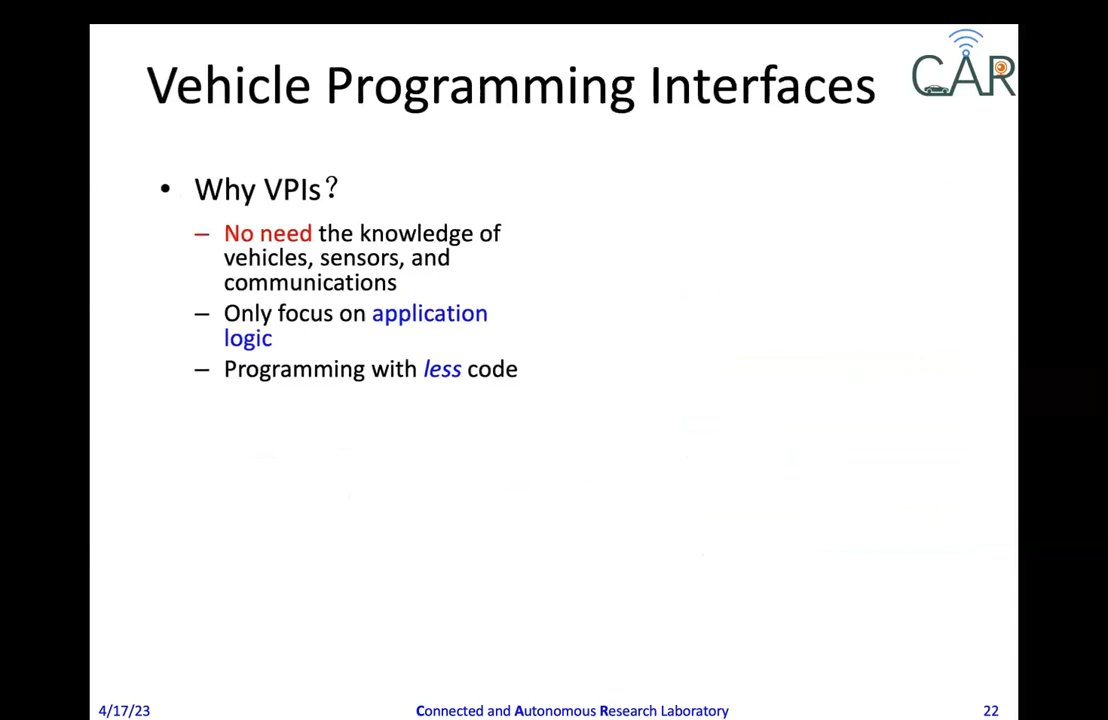 Vehicle Programming Interfaces
CAR
• Why VPIs?
– No need the knowledge of
vehicles, sensors, and
communications
– Only focus on application
logic
– Programming with less code
4/17/23
Connected and Autonomous Research Laboratory
22